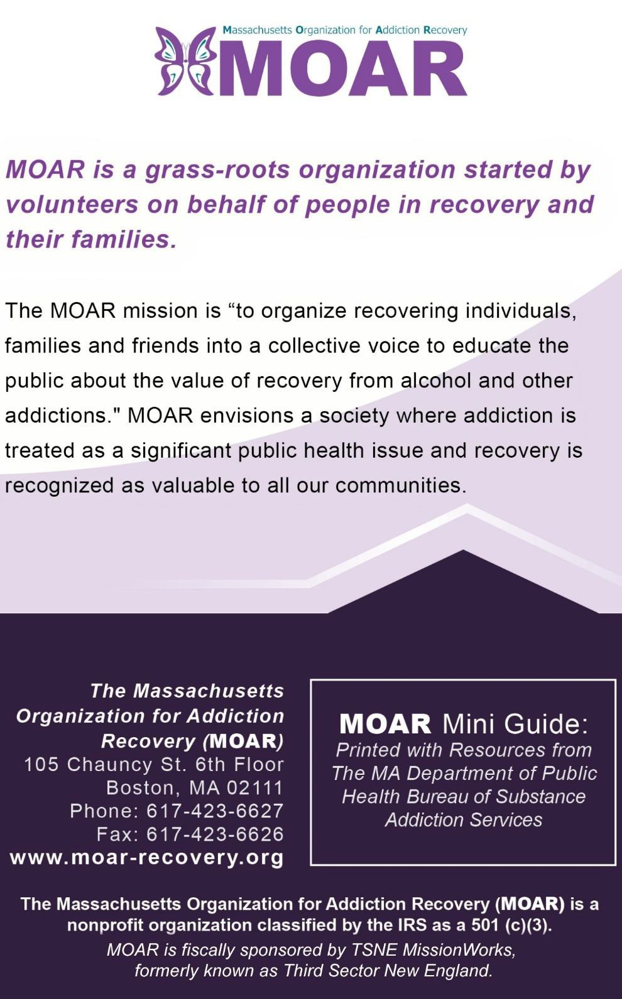 Massachusetts Organization for Addiction Recovery
MOAR
MOAR is a grass-roots organization started by
volunteers on behalf of people in recovery and
their families.
The MOAR mission is “to organize recovering individuals,
families and friends into a collective voice to educate the
public about the value of recovery from alcohol and other
addictions." MOAR envisions a society where addiction is
treated as a significant public health issue and recovery is
recognized as valuable to all our communities.
The Massachusetts
Organization for Addiction
Recovery (MOAR)
105 Chauncy St. 6th Floor
Boston, MA 02111
Phone: 617-423-6627
Fax: 617-423-6626
www.moar-recovery.org
MOAR Mini Guide:
Printed with Resources from
The MA Department of Public
Health Bureau of Substance
Addiction Services
The Massachusetts Organization for Addiction Recovery (MOAR) is a
nonprofit organization classified by the IRS as a 501 (c)(3).
MOAR is fiscally sponsored by TSNE MissionWorks,
formerly known as Third Sector New England.